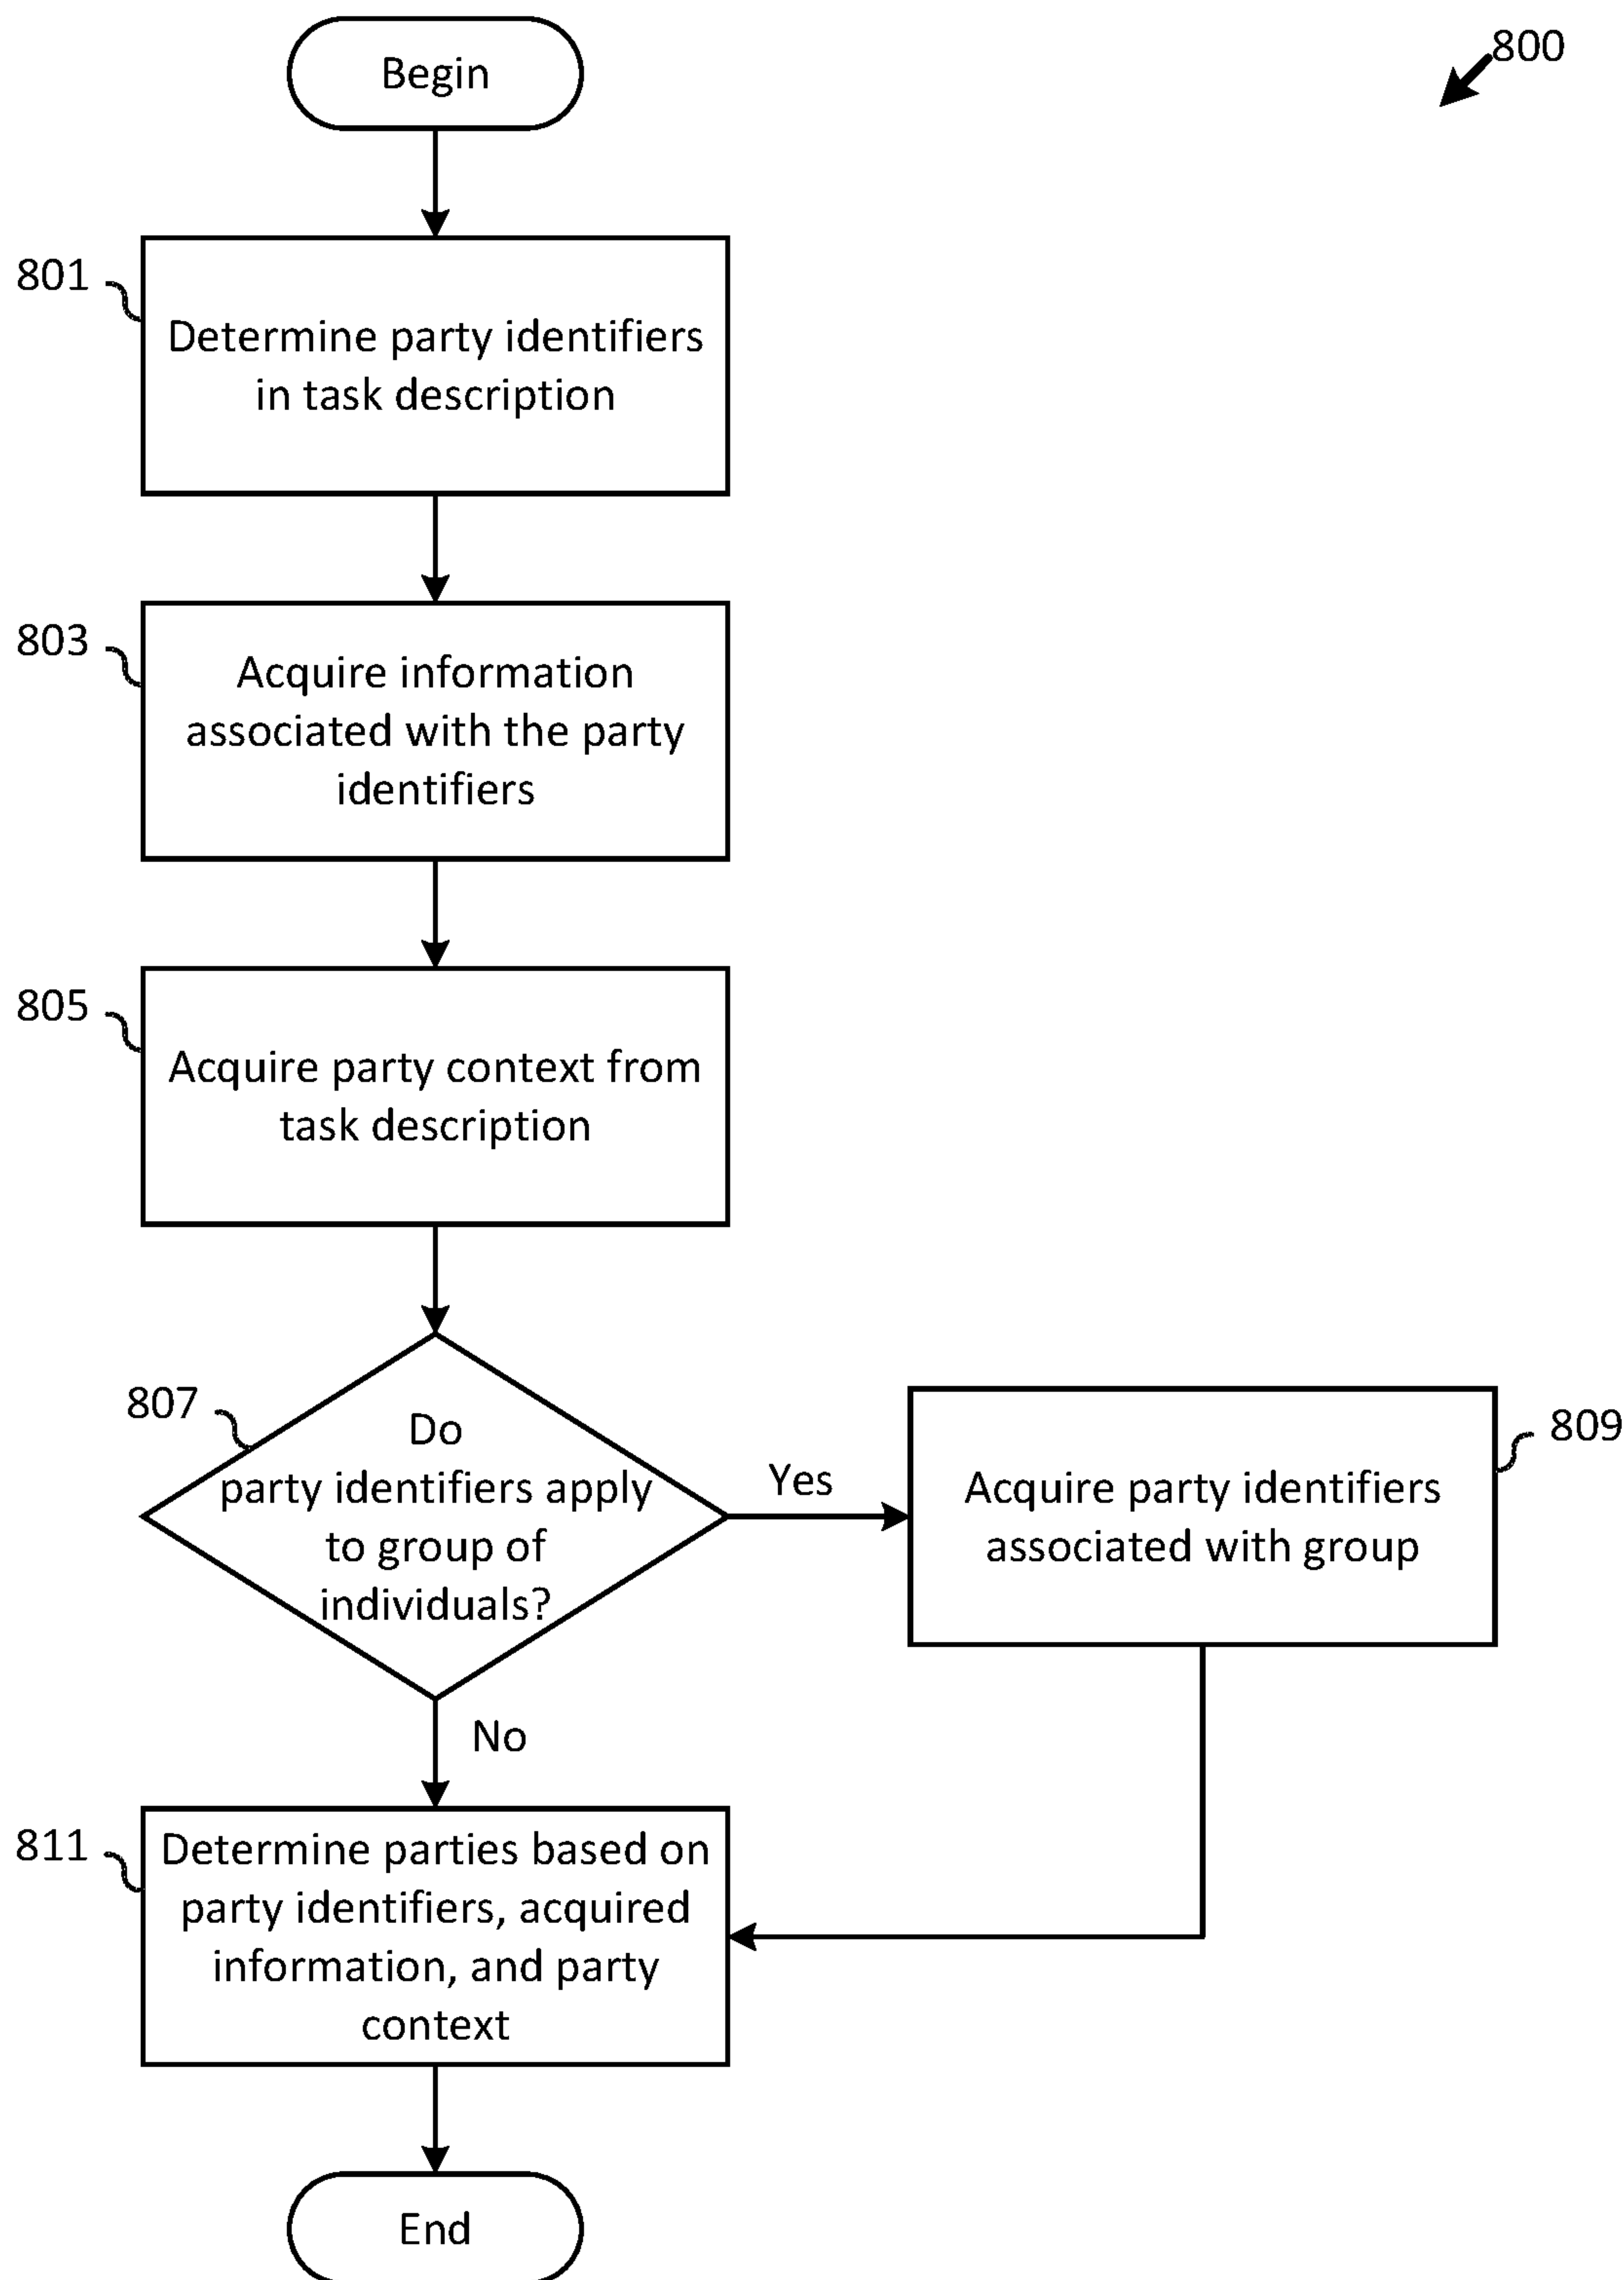 Begin
800
801
Determine party identifiers
in task description
803
Acquire information
associated with the party
identifiers
805
Acquire party context from
task description
807
Do
party identifiers apply
to group of
individuals?
Yes
809
Acquire party identifiers
associated with group
No
811
Determine parties based on
party identifiers, acquired
information, and party
context
End